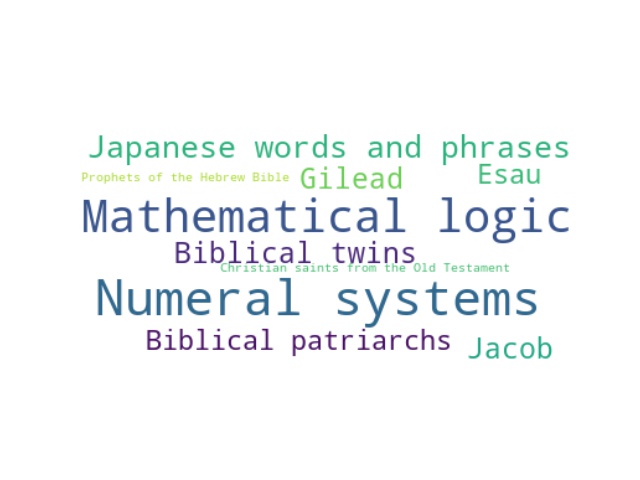 Japanese words and phrases
Prophets of the Hebrew Bible Gilead Esau
Mathematical logic
Biblical twins
Christian saints from the Old Testament
Numeral systems
Biblical patriarchs Jacob